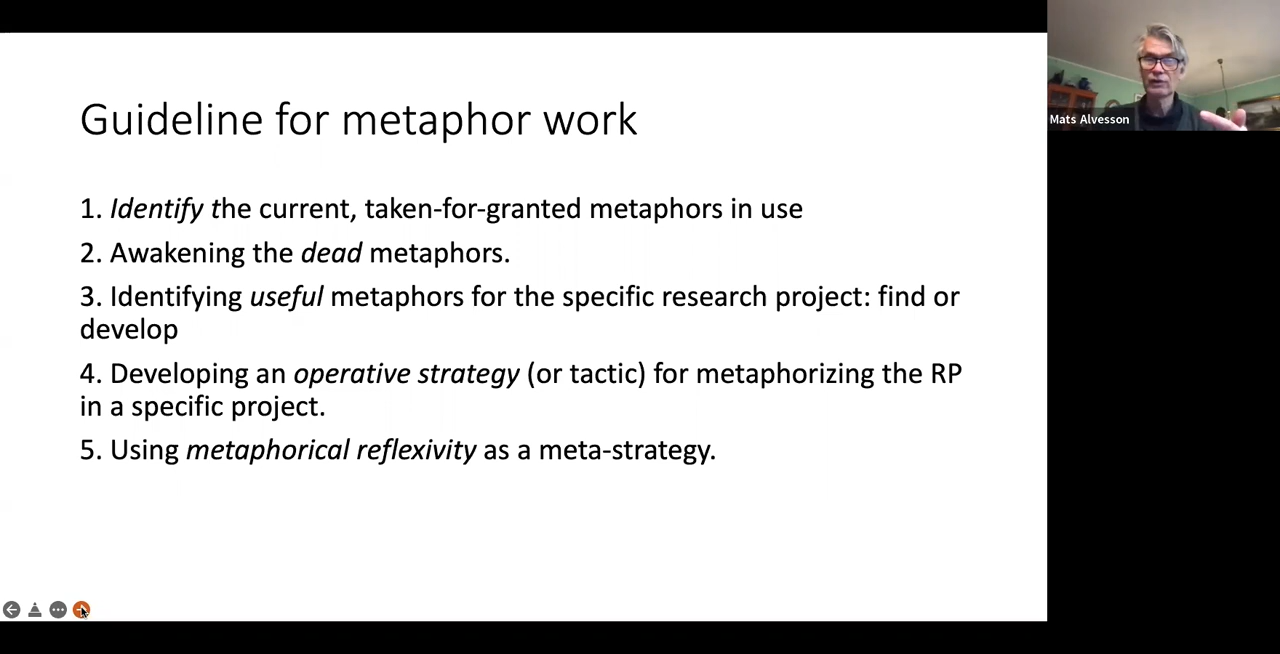 Guideline for metaphor work
1. Identify the current, taken-for-granted metaphors in use
2. Awakening the dead metaphors.
3. Identifying useful metaphors for the specific research project: find or
develop
4. Developing an operative strategy (or tactic) for metaphorizing the RP
in a specific project.
5. Using metaphorical reflexivity as a meta-strategy.
Mats Alvesson